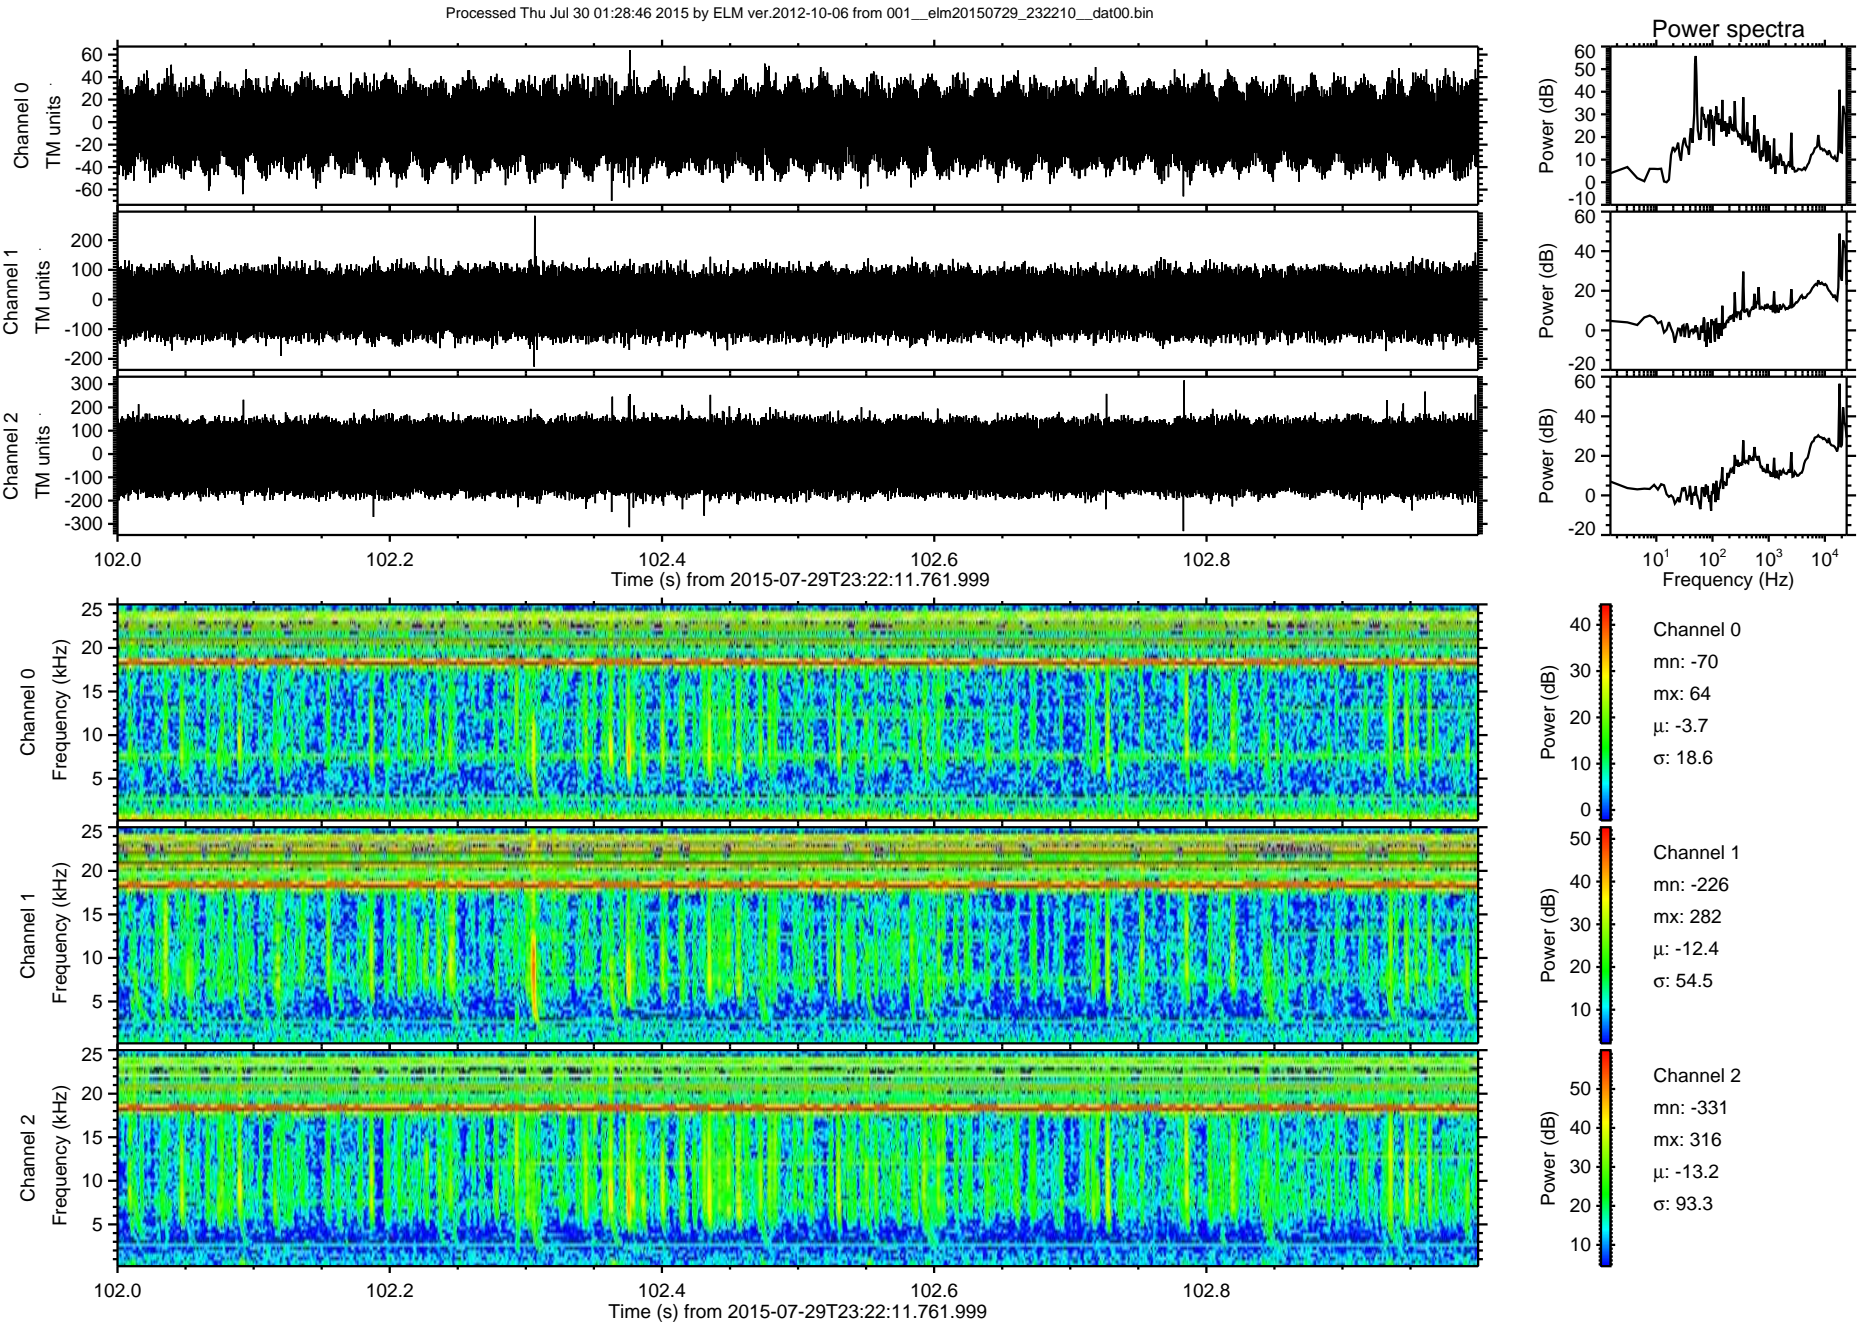 Processed Thu Jul 30 01:28:46 2015 by ELM ver.2012-10-06 from 001__elm20150729_232210__dat00.bin
Power spectra
Channel 0
TM units
60
40
20
0
-20
-40
-60
Power (dB)
60
50
40
30
20
10
0
-10
Channel 1
TM units
200
100
0
-100
-200
Power (dB)
60
40
20
0
-20
Channel 2
TM units
300
200
100
0
-100
-200
-300
Power (dB)
60
40
20
0
-20
102.0 102.2 102.4 102.6 102.8
Time (s) from 2015-07-29T23:22:11.761.999
10¹ 10² 10³ 10⁴
Frequency (Hz)
Channel 0
Frequency (kHz)
25
20
15
10
5
Power (dB)
40
30
20
10
0
Channel 0
mn: -70
mx: 64
μ: -3.7
σ: 18.6
Channel 1
Frequency (kHz)
25
20
15
10
5
Power (dB)
50
40
30
20
10
Channel 1
mn: -226
mx: 282
μ: -12.4
σ: 54.5
Channel 2
Frequency (kHz)
25
20
15
10
5
Power (dB)
50
40
30
20
10
Channel 2
mn: -331
mx: 316
μ: -13.2
σ: 93.3
102.0 102.2 102.4 102.6 102.8
Time (s) from 2015-07-29T23:22:11.761.999